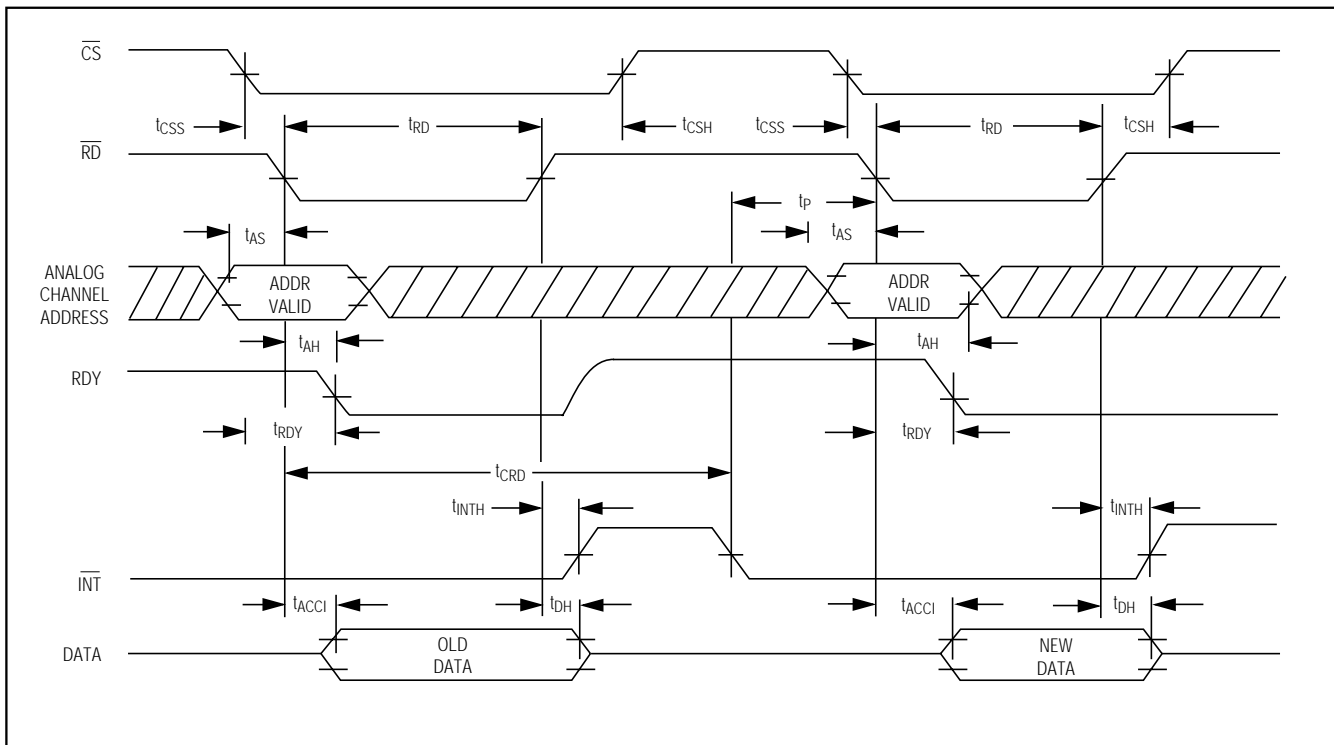 CS
tCSS
tRD
tCSH
tCSS
tRD
tCSH
RD
tP
tAS
tAS
ANALOG
CHANNEL
ADDRESS
ADDR
VALID
ADDR
VALID
tAH
tAH
RDY
tRDY
tRDY
tCRD
tINTH
tINTH
INT
tACCI
tDH
tACCI
tDH
DATA
OLD
DATA
NEW
DATA